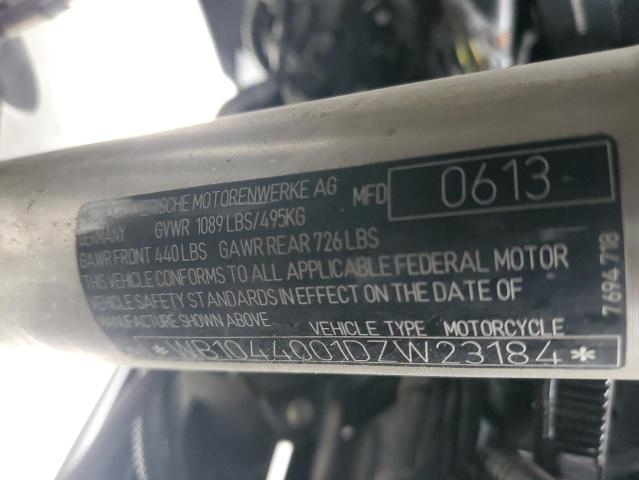 MOTORENWERKE AG MFD 0613
GERMANY GVWR 1089 LBS/495KG
GAWR FRONT 440 LBS GAWR REAR 726 LBS
THIS VEHICLE CONFORMS TO ALL APPLICABLE FEDERAL MOTOR
VEHICLE SAFETY STANDARDS IN EFFECT ON THE DATE OF
MANUFACTURE SHOWN ABOVE
VEHICLE TYPE MOTORCYCLE
*WB1044001DZW23184*
7 694 718